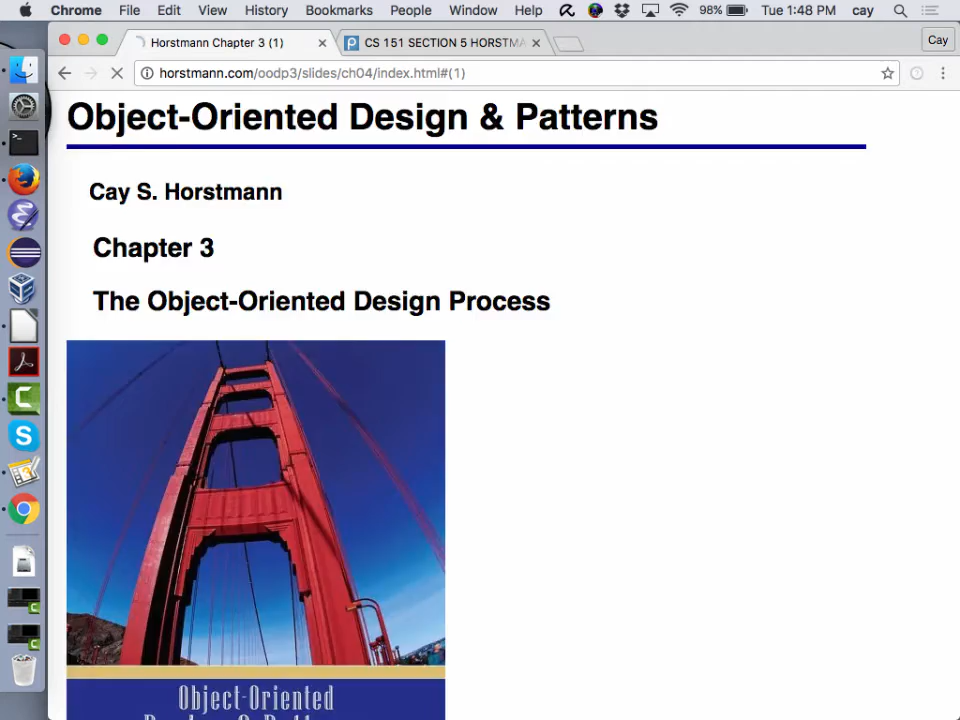 Chrome File Edit View History Bookmarks People Window Help 98% Tue 1:48 PM cay
Horstmann Chapter 3 (1) CS 151 SECTION 5 HORSTMA Cay
horstmann.com/oodp3/slides/ch04/index.html#(1)
Object-Oriented Design & Patterns
Cay S. Horstmann
Chapter 3
The Object-Oriented Design Process
Object-Oriented